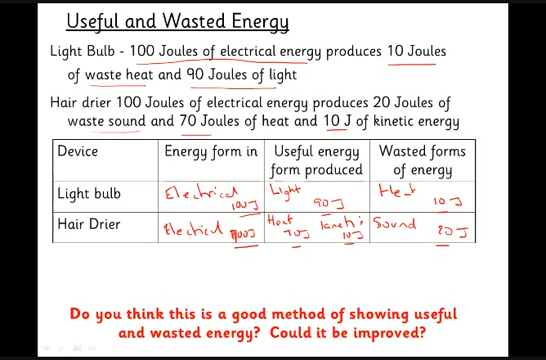 Useful and Wasted Energy
Light Bulb - 100 Joules of electrical energy produces 10 Joules
of waste heat and 90 Joules of light
Hair drier 100 Joules of electrical energy produces 20 Joules of
waste sound and 70 Joules of heat and 10 J of kinetic energy
Device Energy form in Useful energy form produced Wasted forms of energy
Light bulb Electrical 100J Light 90J Heat 10J
Hair Drier Electrical 100J Heat 70J Kinetic 10J Sound 20J
Do you think this is a good method of showing useful
and wasted energy? Could it be improved?